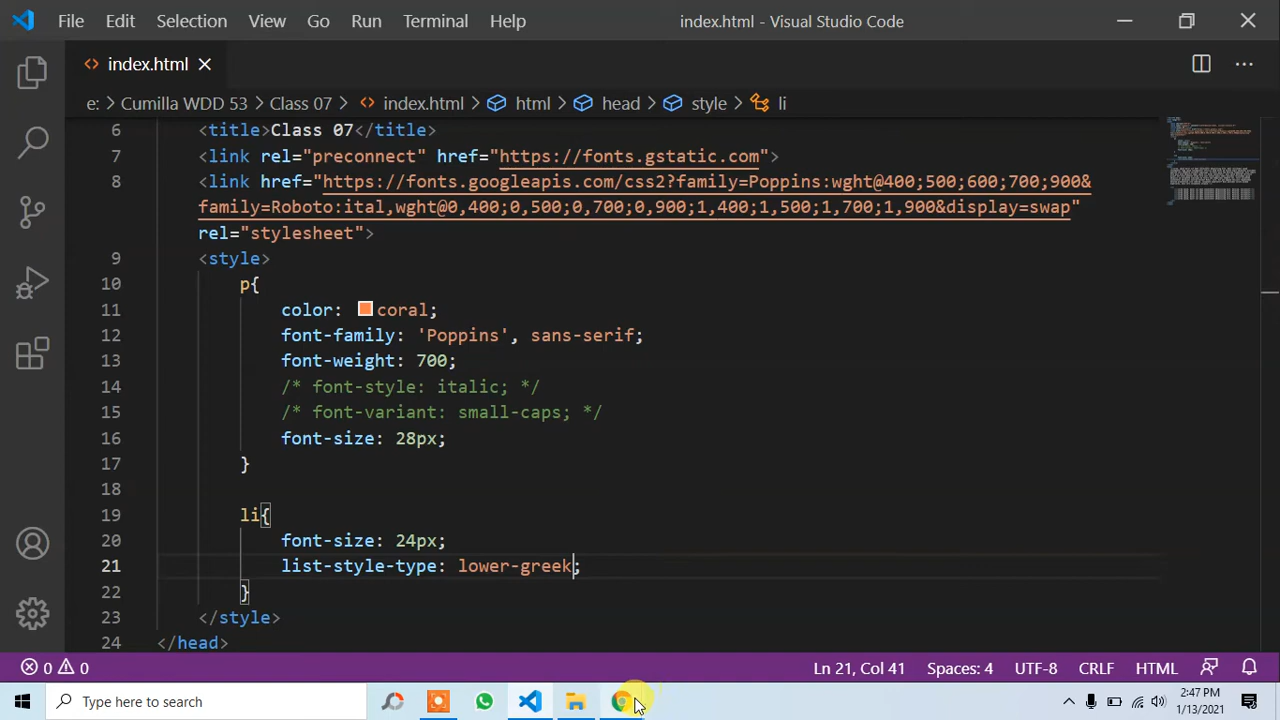 File Edit Selection View Go Run Terminal Help index.html - Visual Studio Code
index.html
e: > Cumilla WDD 53 > Class 07 > index.html > html > head > style > li
6 <title>Class 07</title>
7 <link rel="preconnect" href="https://fonts.gstatic.com">
8 <link href="https://fonts.googleapis.com/css2?family=Poppins:wght@400;500;600;700;900&
family=Roboto:ital,wght@0,400;0,500;0,700;0,900;1,400;1,500;1,700;1,900&display=swap"
rel="stylesheet">
9 <style>
10 p{
11 color: coral;
12 font-family: 'Poppins', sans-serif;
13 font-weight: 700;
14 /* font-style: italic; */
15 /* font-variant: small-caps; */
16 font-size: 28px;
17 }
18
19 li{
20 font-size: 24px;
21 list-style-type: lower-greek;
22 }
23 </style>
24 </head>
0 0 Ln 21, Col 41 Spaces: 4 UTF-8 CRLF HTML
Type here to search
2:47 PM
1/13/2021